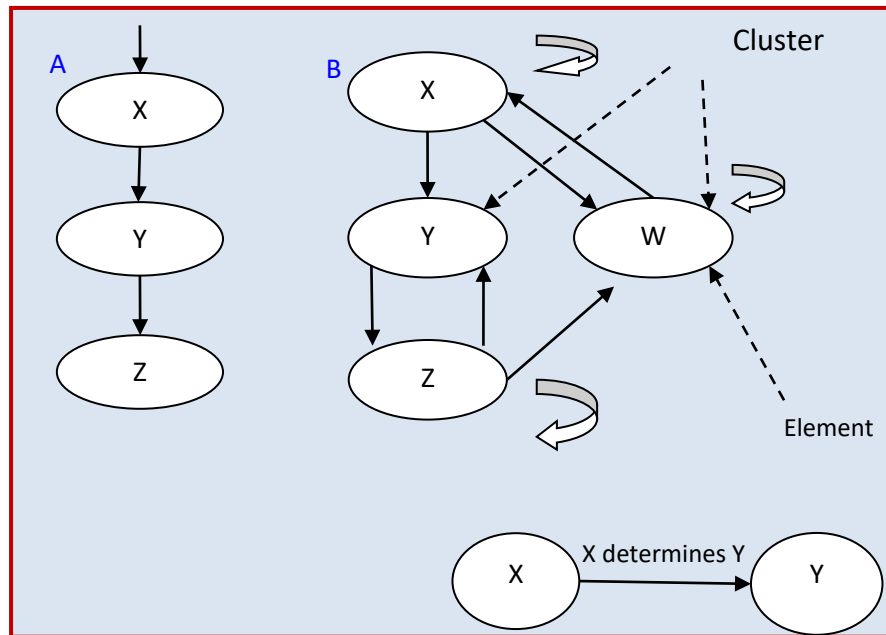 A
X
Y
Z
B
X
Cluster
Y
W
Z
Element
X
X determines Y
Y